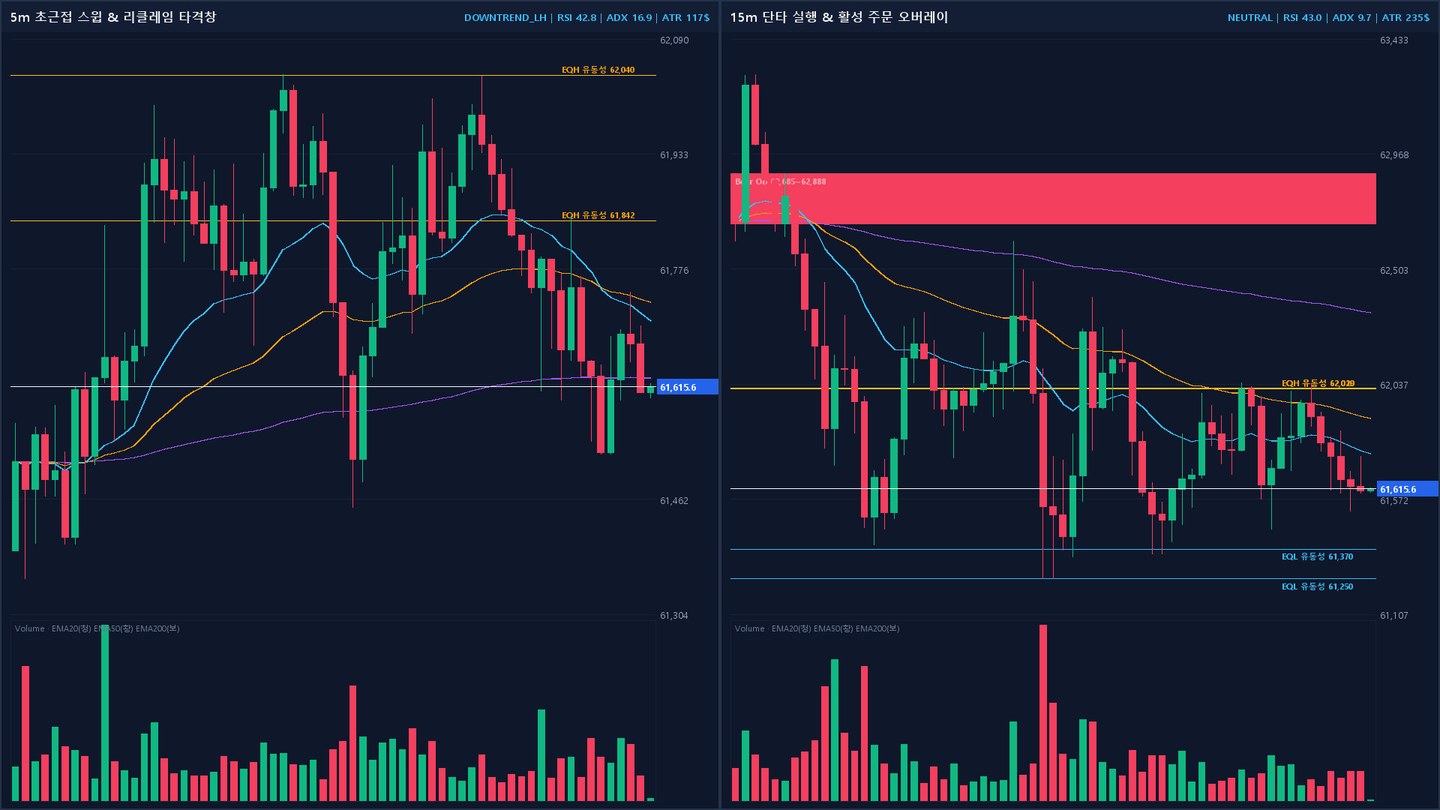 5m 초근접 스윕 & 리클레임 타격창
DOWNTREND_LH | RSI 42.8 | ADX 16.9 | ATR 117$
62,090
EQH 유동성 62,040
61,933
EQH 유동성 61,842
61,776
61,615.6
61,462
61,304
Volume · EMA20(청) EMA50(황) EMA200(보)
15m 단타 실행 & 활성 주문 오버레이
NEUTRAL | RSI 43.0 | ADX 9.7 | ATR 235$
63,433
62,968
62,888
62,503
EQH 유동성
62,037
61,615.6
61,572
EQL 유동성 61,370
EQL 유동성 61,250
61,107
Volume · EMA20(청) EMA50(황) EMA200(보)